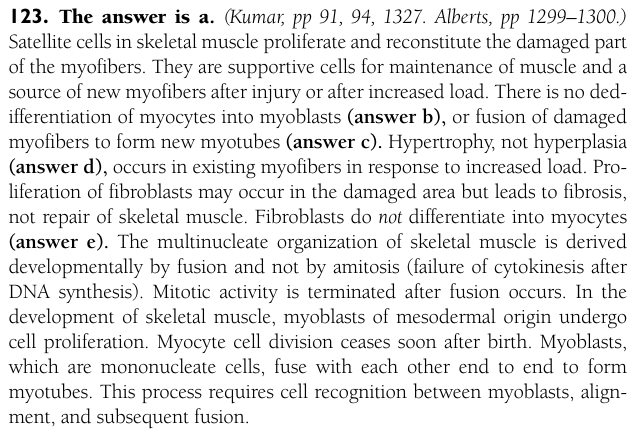 123. The answer is a. (Kumar, pp 91, 94, 1327. Alberts, pp 1299–1300.)
Satellite cells in skeletal muscle proliferate and reconstitute the damaged part
of the myofibers. They are supportive cells for maintenance of muscle and a
source of new myofibers after injury or after increased load. There is no ded-
ifferentiation of myocytes into myoblasts (answer b), or fusion of damaged
myofibers to form new myotubes (answer c). Hypertrophy, not hyperplasia
(answer d), occurs in existing myofibers in response to increased load. Pro-
liferation of fibroblasts may occur in the damaged area but leads to fibrosis,
not repair of skeletal muscle. Fibroblasts do not differentiate into myocytes
(answer e). The multinucleate organization of skeletal muscle is derived
developmentally by fusion and not by amitosis (failure of cytokinesis after
DNA synthesis). Mitotic activity is terminated after fusion occurs. In the
development of skeletal muscle, myoblasts of mesodermal origin undergo
cell proliferation. Myocyte cell division ceases soon after birth. Myoblasts,
which are mononucleate cells, fuse with each other end to end to form
myotubes. This process requires cell recognition between myoblasts, align-
ment, and subsequent fusion.